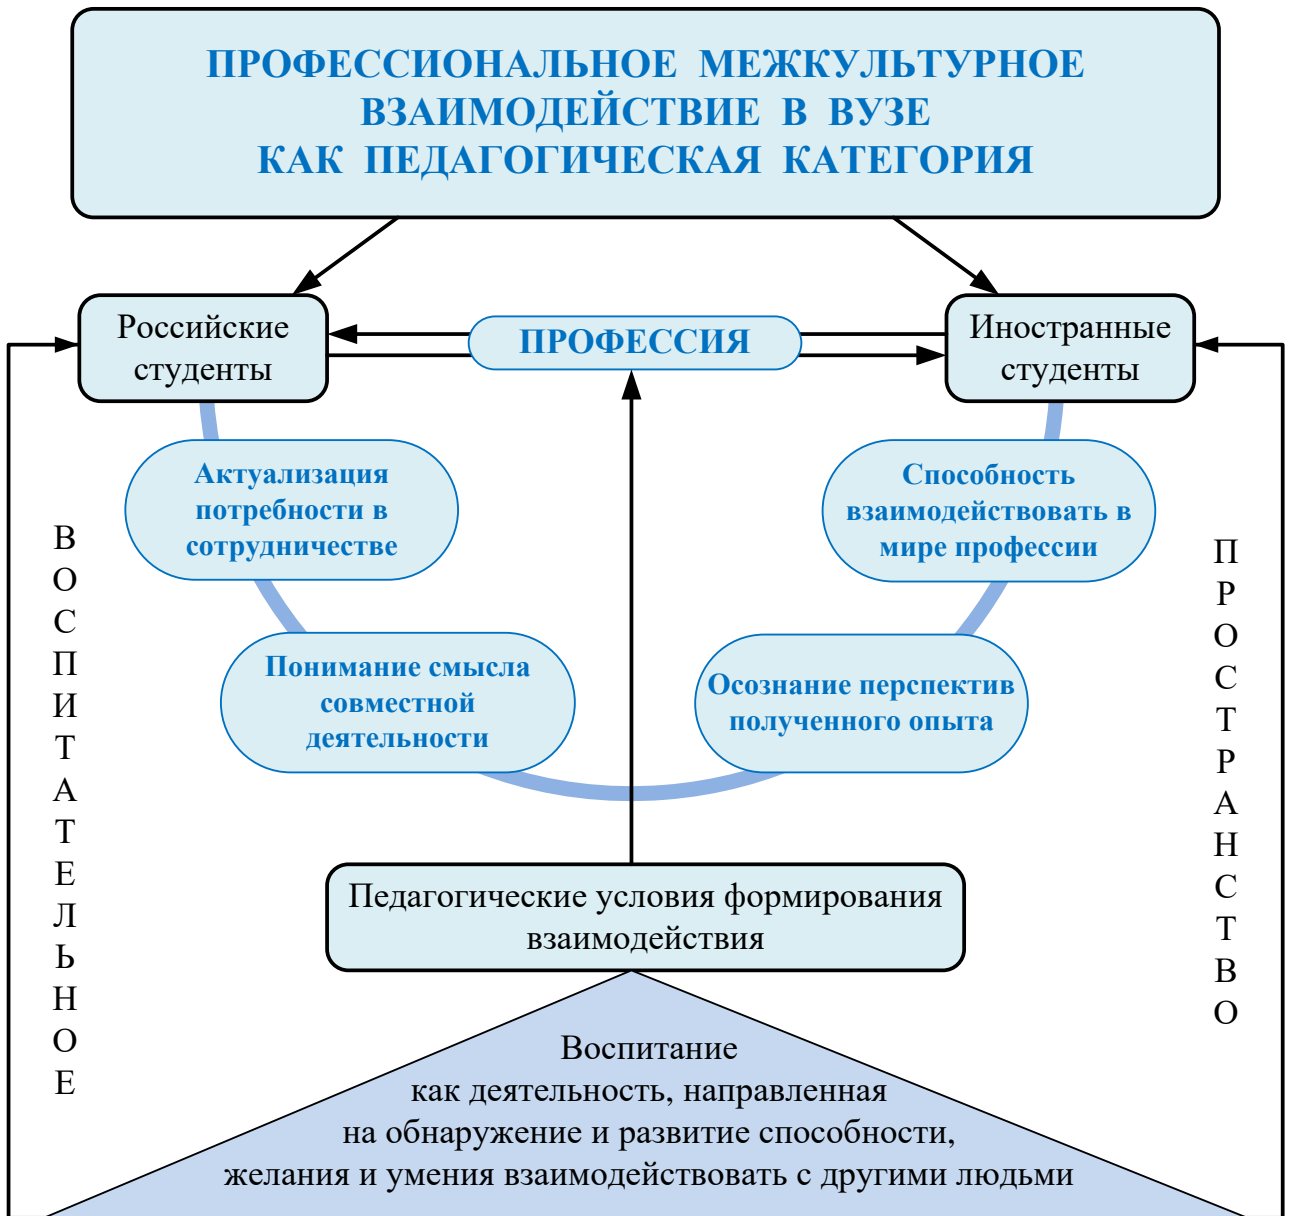 ПРОФЕССИОНАЛЬНОЕ МЕЖКУЛЬТУРНОЕ
ВЗАИМОДЕЙСТВИЕ В ВУЗЕ
КАК ПЕДАГОГИЧЕСКАЯ КАТЕГОРИЯ
Российские
студенты
ПРОФЕССИЯ
Иностранные
студенты
Актуализация
потребности в
сотрудничестве
Способность
взаимодействовать в
мире профессии
Понимание смысла
совместной
деятельности
Осознание перспектив
полученного опыта
ВОСПИТАТЕЛЬНОЕ
ПРОСТРАНСТВО
Педагогические условия формирования
взаимодействия
Воспитание
как деятельность, направленная
на обнаружение и развитие способности,
желания и умения взаимодействовать с другими людьми